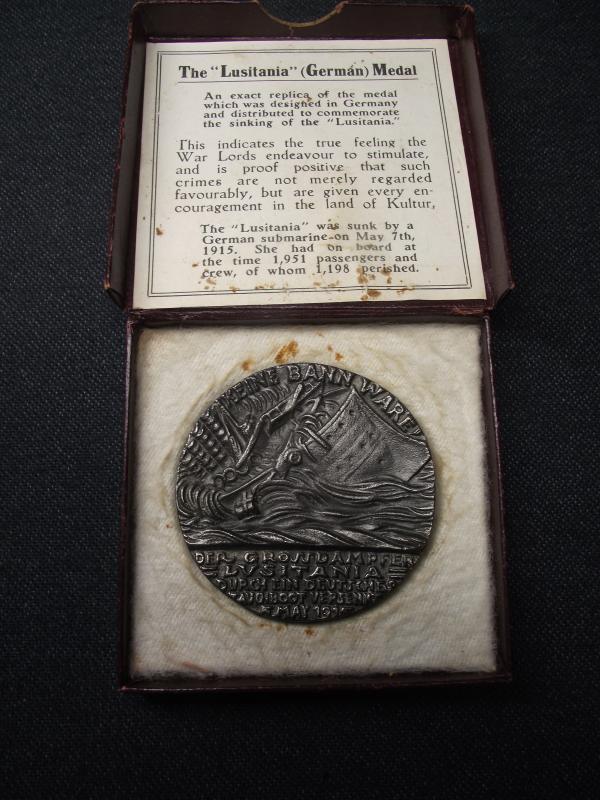 The "Lusitania" (German) Medal
An exact replica of the medal
which was designed in Germany
and distributed to commemorate
the sinking of the "Lusitania."
This indicates the true feeling the
War Lords endeavour to stimulate,
and is proof positive that such
crimes are not merely regarded
favourably, but are given every en-
couragement in the land of Kultur,
The "Lusitania" was sunk by a
German submarine on May 7th,
1915. She had on board at
the time 1,951 passengers and
crew, of whom 1,198 perished.
KEINE BANN WARE
DER GROSSDAMPFER
LUSITANIA
DURCH EIN DEUTSCHES
TAUCHBOOT VERSENKT
5 MAY 1915